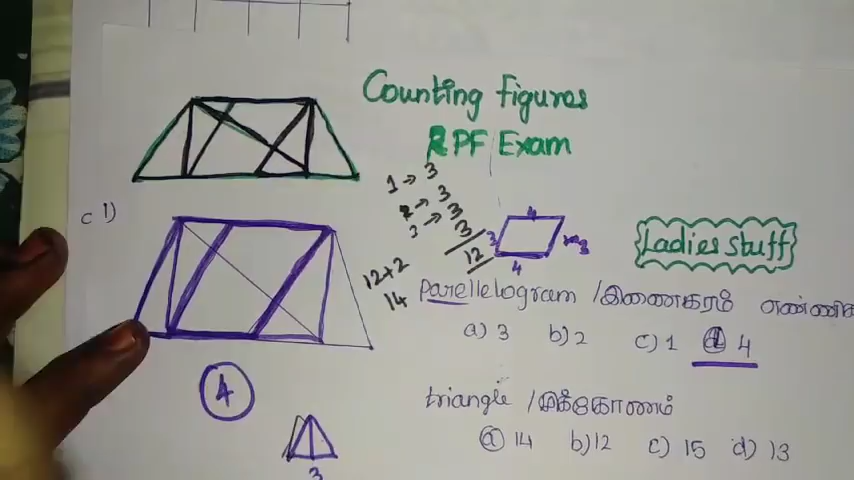 Counting figures
RPF Exam
1 → 3
2 → 3
3 → 3
3
12
12+2
14
c 1)
4
3
3
4
Ladies stuff
Parellelogram / இணைகரம்
a) 3 b) 2 c) 1 d) 4
4
triangle / முக்கோணம்
a) 14 b) 12 c) 15 d) 13
3